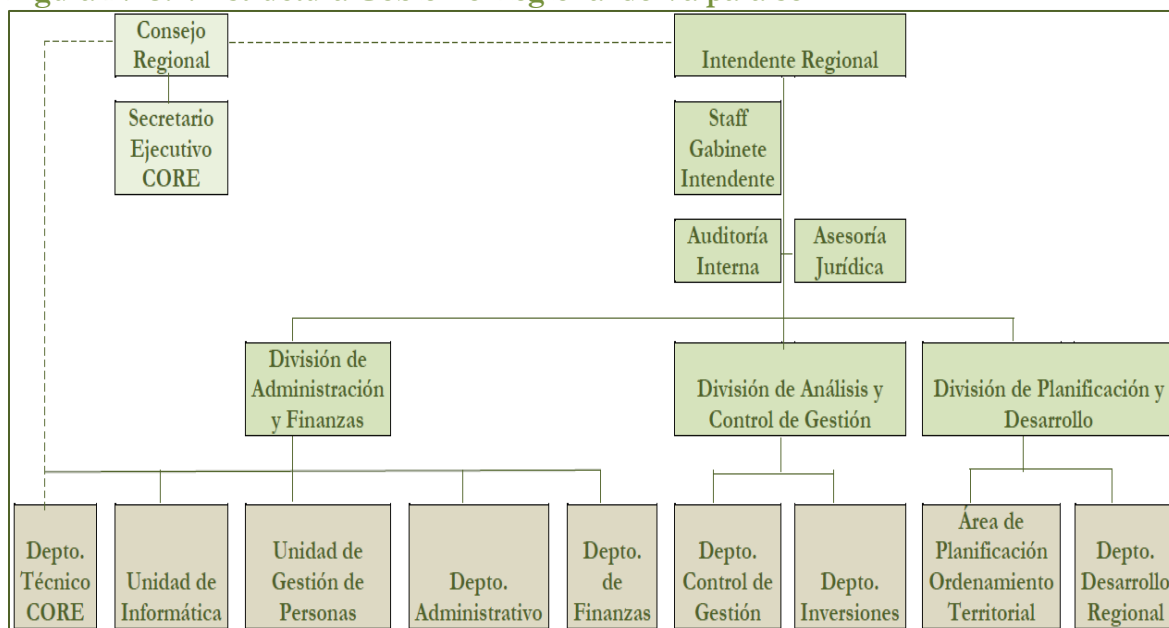 Consejo
Regional
Intendente Regional
Secretario
Ejecutivo
CORE
Staff
Gabinete
Intendente
Auditoría
Interna
Asesoría
Jurídica
División de
Administración
y Finanzas
División de Análisis y
Control de Gestión
División de Planificación y
Desarrollo
Depto.
Técnico
CORE
Unidad de
Informática
Unidad de
Gestión de
Personas
Depto.
Administrativo
Depto.
de
Finanzas
Depto.
Control de
Gestión
Depto.
Inversiones
Área de
Planificación
Ordenamiento
Territorial
Depto.
Desarrollo
Regional